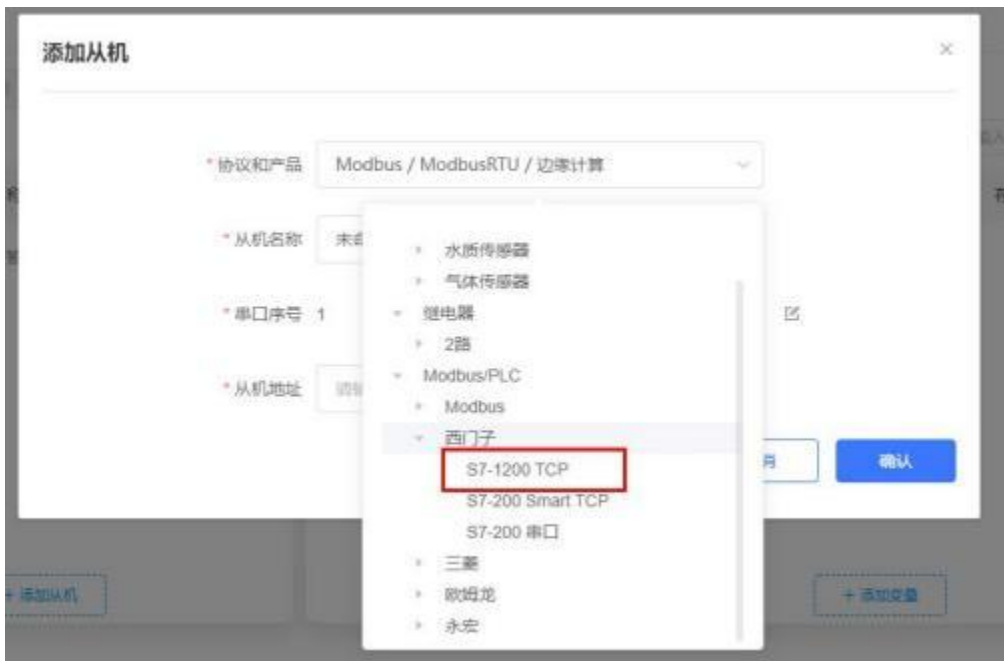 添加从机
*协议和产品 Modbus / ModbusRTU / 边缘计算
*从机名称
水质传感器
气体传感器
继电器
*串口序号 1
2路
Modbus/PLC
*从机地址
Modbus
西门子
S7-1200 TCP
确认
S7-200 Smart TCP
S7-200 串口
三菱
欧姆龙
永宏
+ 添加从机
+ 添加变量